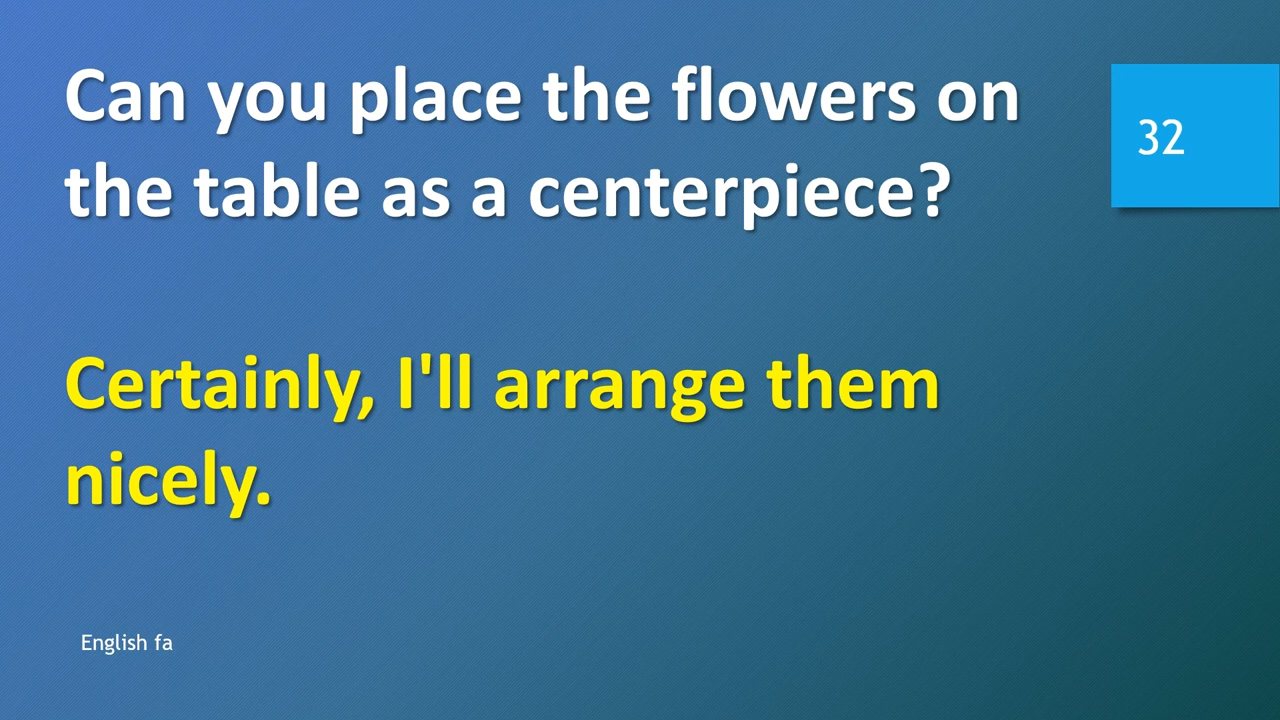 Can you place the flowers on
the table as a centerpiece?
32
Certainly, I'll arrange them
nicely.
English fa